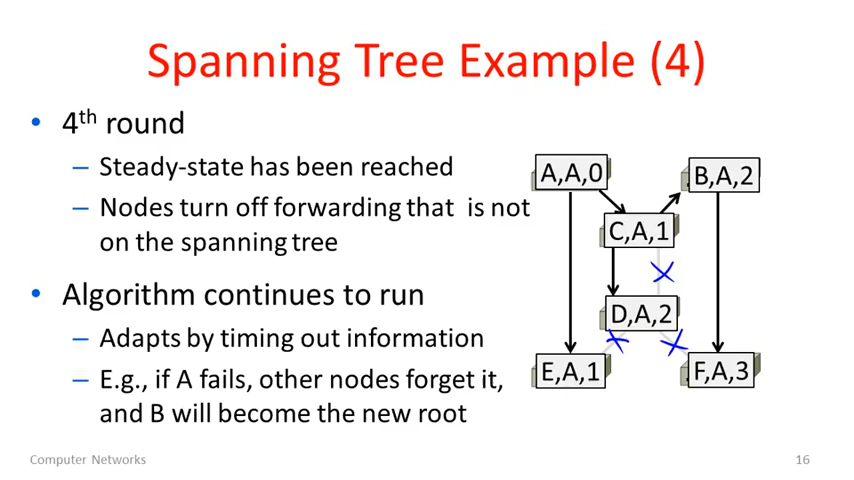 Spanning Tree Example (4)
• 4th round
– Steady-state has been reached
– Nodes turn off forwarding that is not
on the spanning tree
• Algorithm continues to run
– Adapts by timing out information
– E.g., if A fails, other nodes forget it,
and B will become the new root
A,A,0
B,A,2
C,A,1
D,A,2
E,A,1
F,A,3
Computer Networks
16